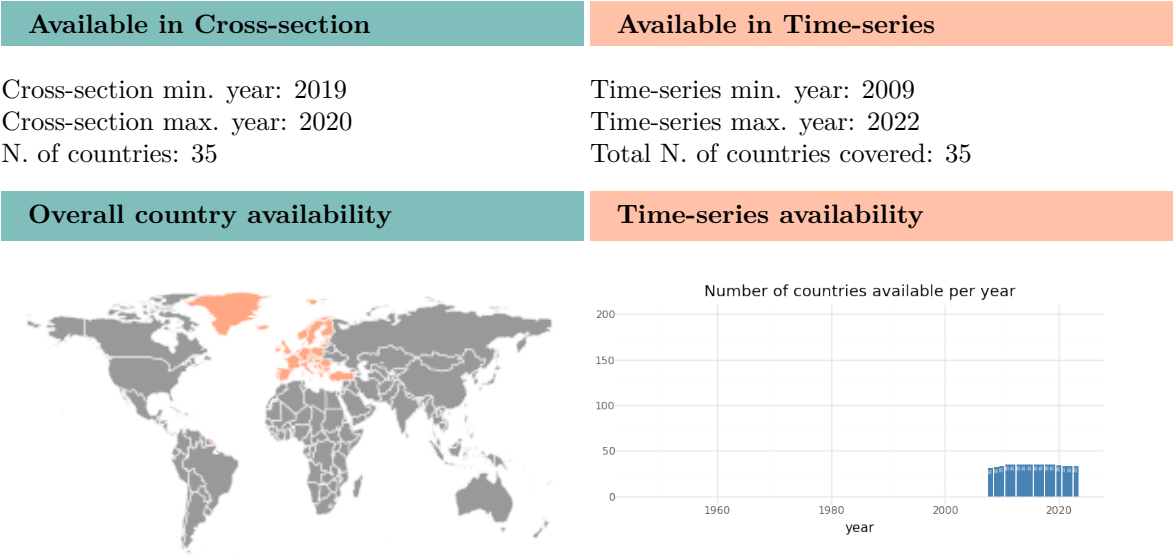 Available in Cross-section
Available in Time-series
Cross-section min. year: 2019
Cross-section max. year: 2020
N. of countries: 35
Time-series min. year: 2009
Time-series max. year: 2022
Total N. of countries covered: 35
Overall country availability
Time-series availability
Number of countries available per year
200
150
100
50
0
1960
1980
2000
2020
year